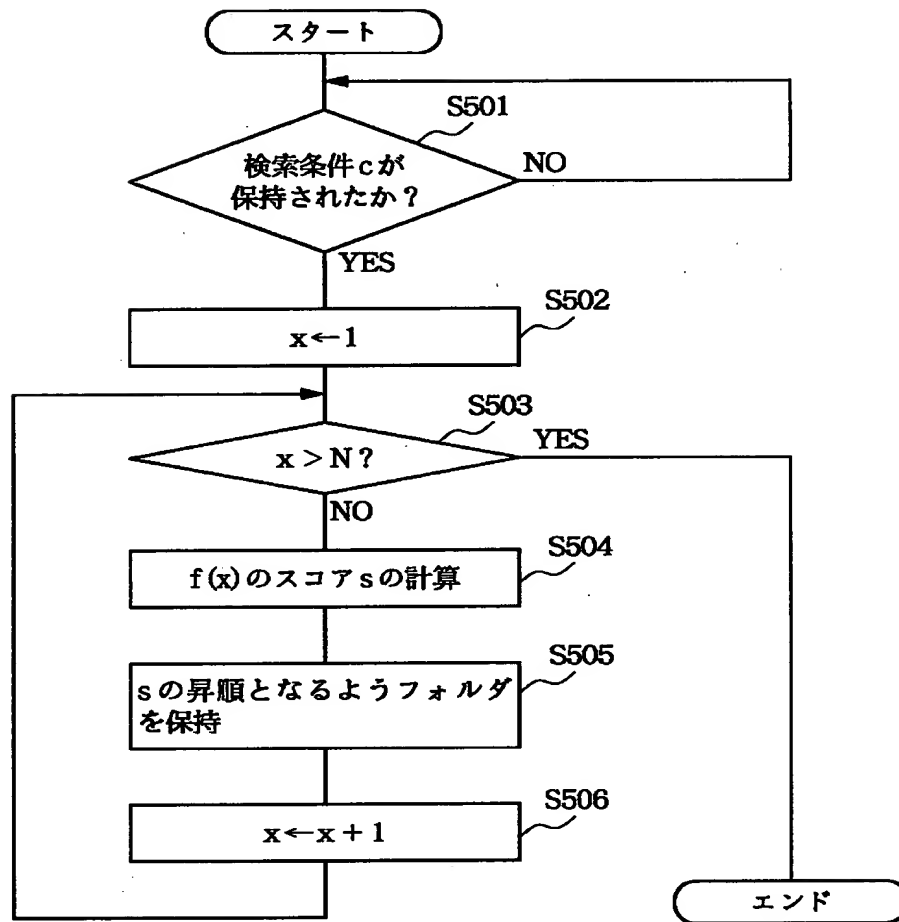 スタート
S501
検索条件cが
保持されたか?
NO
YES
S502
x←1
S503
x>N?
YES
NO
S504
f(x)のスコアsの計算
S505
sの昇順となるようフォルダ
を保持
S506
x←x+1
エンド